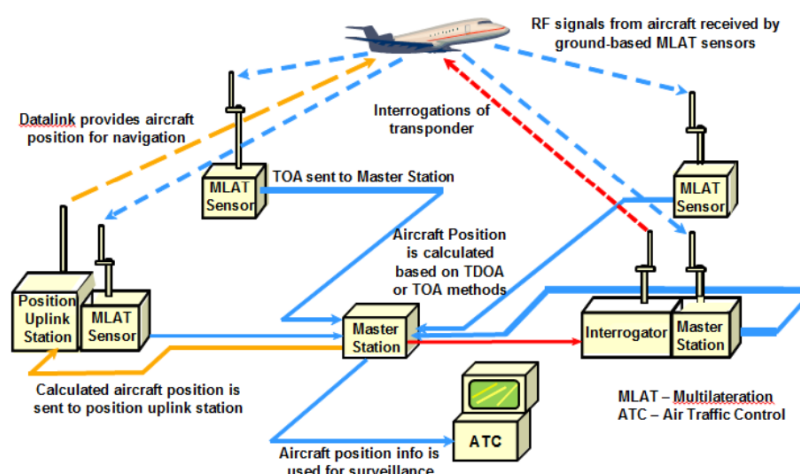 RF signals from aircraft received by
ground-based MLAT sensors
Datalink provides aircraft
position for navigation
Interrogations of
transponder
MLAT
Sensor
TOA sent to Master Station
MLAT
Sensor
Aircraft Position
is calculated
based on TDOA
or TOA methods
Position
Uplink
Station
MLAT
Sensor
Master
Station
Interrogator
Master
Station
Calculated aircraft position is
sent to position uplink station
MLAT – Multilateration
ATC – Air Traffic Control
ATC
Aircraft position info is
used for surveillance